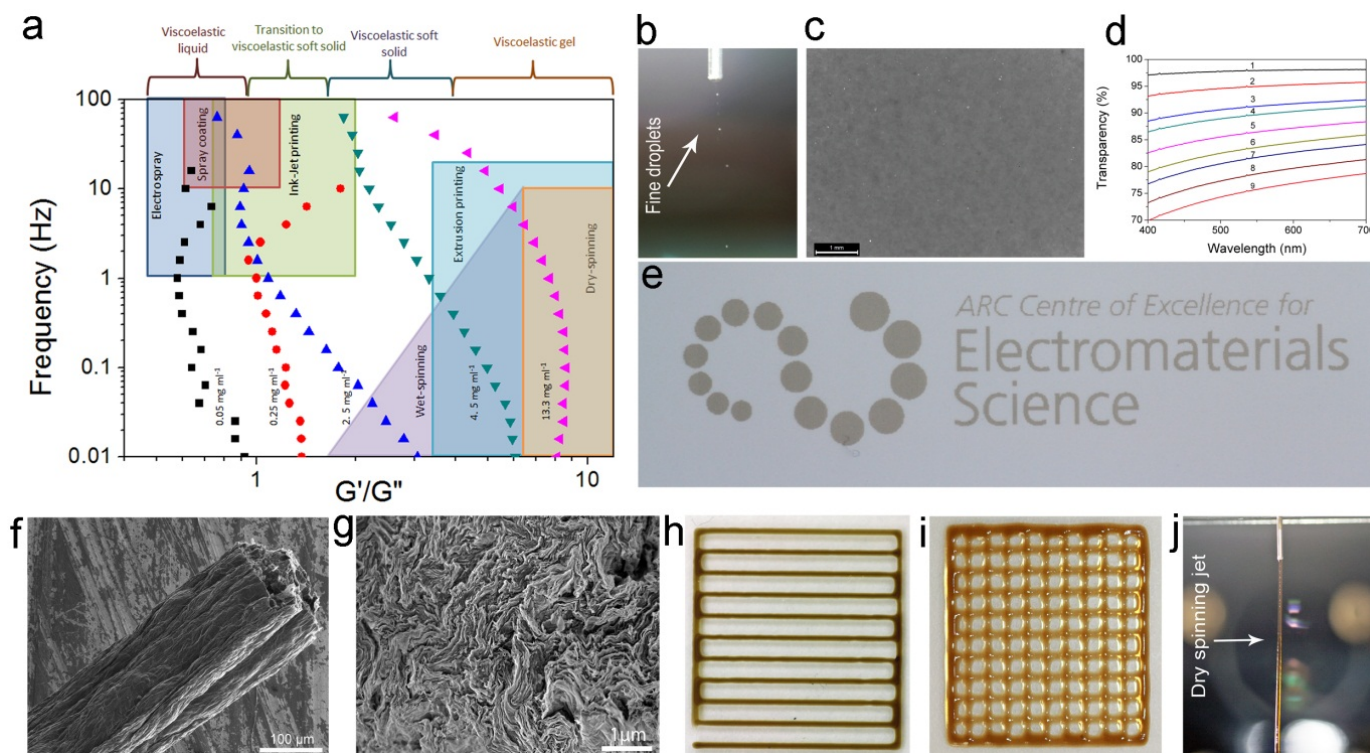 a
Viscoelastic
liquid
Transition to
viscoelastic soft solid
Viscoelastic soft
solid
Viscoelastic gel
Frequency (Hz)
100
10
1
0.1
0.01
Electrospray
Spray coating
Ink-Jet printing
Extrusion printing
Dry-spinning
Wet-spinning
0.05 mg ml⁻¹
0.25 mg ml⁻¹
2. 5 mg ml⁻¹
4. 5 mg ml⁻¹
13.3 mg ml⁻¹
1
10
G'/G"
b
Fine droplets
c
1 mm
d
Transparency (%)
100
95
90
85
80
75
70
1
2
3
4
5
6
7
8
9
400
500
600
700
Wavelength (nm)
e
ARC Centre of Excellence for
Electromaterials
Science
f
100 µm
g
1µm
h
i
j
Dry spinning jet